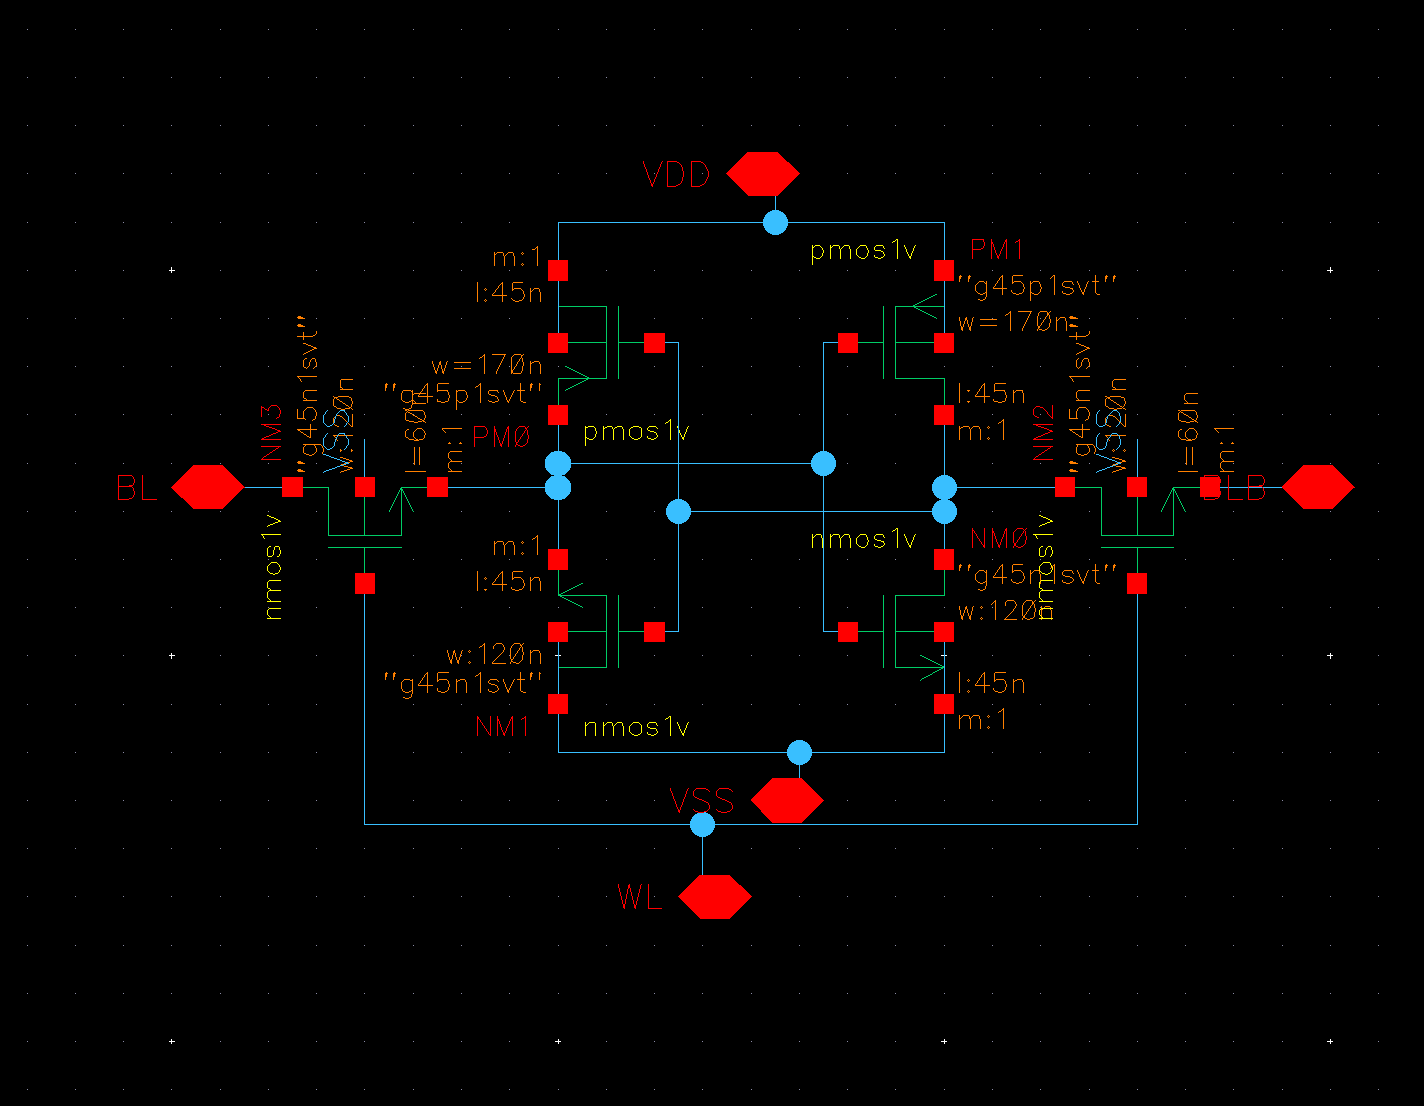 VDD
m:1
l:45n
w=170n
"g45p1svt"
PM0
pmos1v
pmos1v
PM1
"g45p1svt"
w=170n
l:45n
m:1
BL
NM3
"g45n1svt"
w:120n
VSS
l=60n
m:1
nmos1v
NM2
"g45n1svt"
w:120n
VSS
l=60n
m:1
nmos1v
BLB
m:1
l:45n
w:120n
"g45n1svt"
NM1
nmos1v
nmos1v
NM0
"g45n1svt"
w:120n
l:45n
m:1
VSS
WL